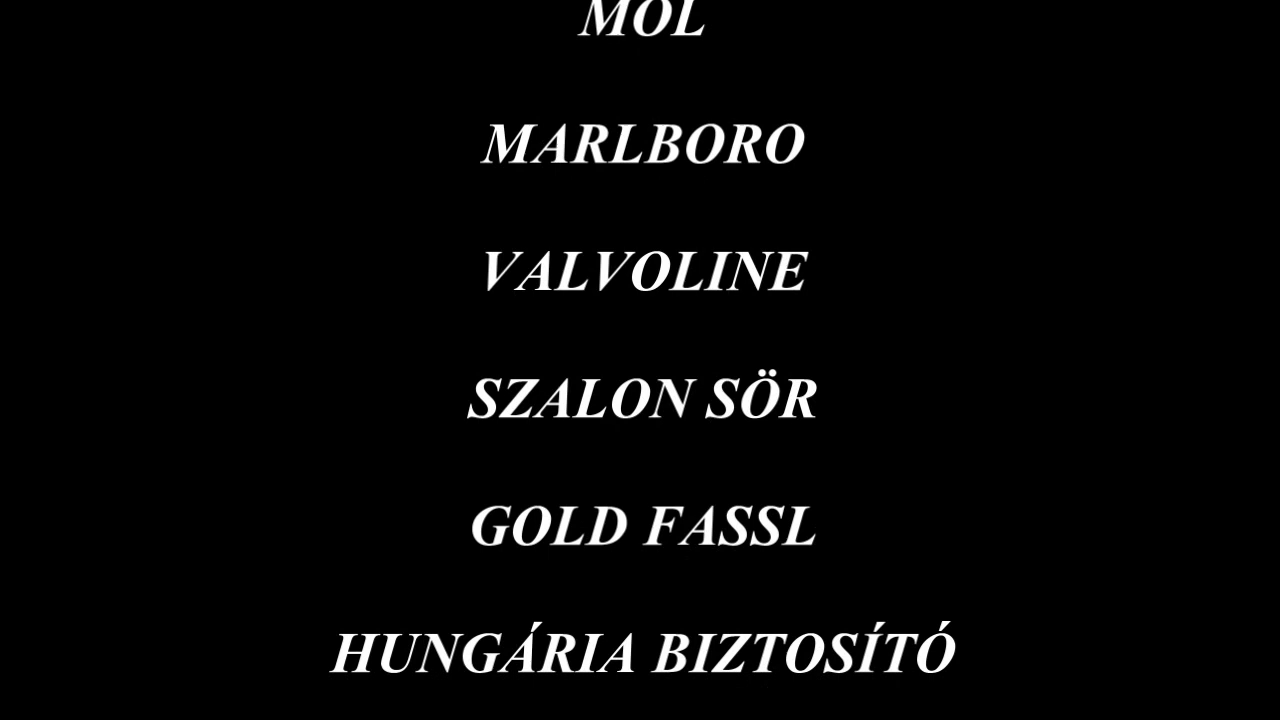 MOL
MARLBORO
VALVOLINE
SZALON SÖR
GOLD FASSL
HUNGÁRIA BIZTOSÍTÓ